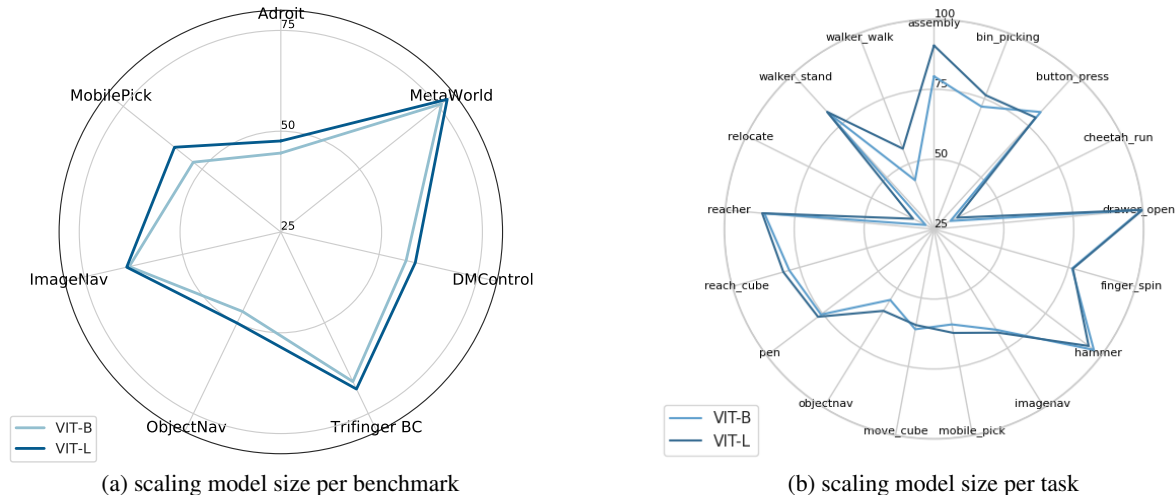 Adroit
75
MobilePick
MetaWorld
50
25
ImageNav
DMControl
ObjectNav
Trifinger BC
VIT-B
VIT-L
(a) scaling model size per benchmark
100
assembly
walker_walk
bin_picking
walker_stand
75
button_press
relocate
50
cheetah_run
reacher
25
drawer_open
reach_cube
finger_spin
pen
hammer
objectnav
imagenav
move_cube
mobile_pick
VIT-B
VIT-L
(b) scaling model size per task